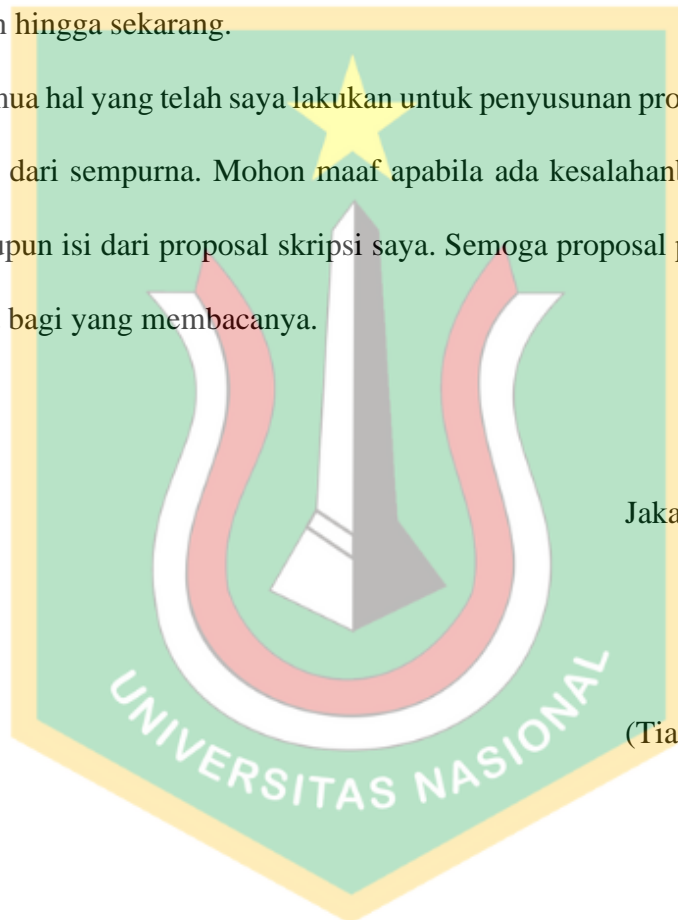 hingga sekarang.
hal yang telah saya lakukan untuk penyusunan pro
dari sempurna. Mohon maaf apabila ada kesalahan
upun isi dari proposal skripsi saya. Semoga proposal p
bagi yang membacanya.
Jaka
(Tia
UNIVERSITAS NASIONAL